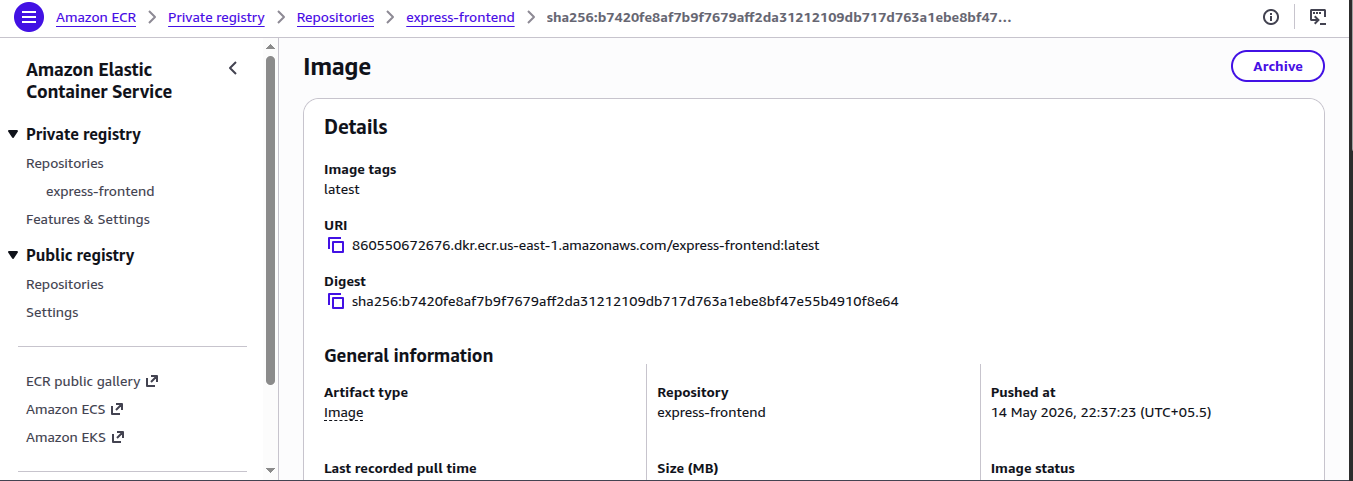 Amazon ECR > Private registry > Repositories > express-frontend > sha256:b7420fe8af7b9f7679aff2da31212109db717d763a1ebe8bf47...
Amazon Elastic
Container Service
Private registry
Repositories
express-frontend
Features & Settings
Public registry
Repositories
Settings
ECR public gallery
Amazon ECS
Amazon EKS
Image
Archive
Details
Image tags
latest
URI
860550672676.dkr.ecr.us-east-1.amazonaws.com/express-frontend:latest
Digest
sha256:b7420fe8af7b9f7679aff2da31212109db717d763a1ebe8bf47e55b4910f8e64
General information
Artifact type
Image
Repository
express-frontend
Pushed at
14 May 2026, 22:37:23 (UTC+05.5)
Last recorded pull time
Size (MB)
Image status